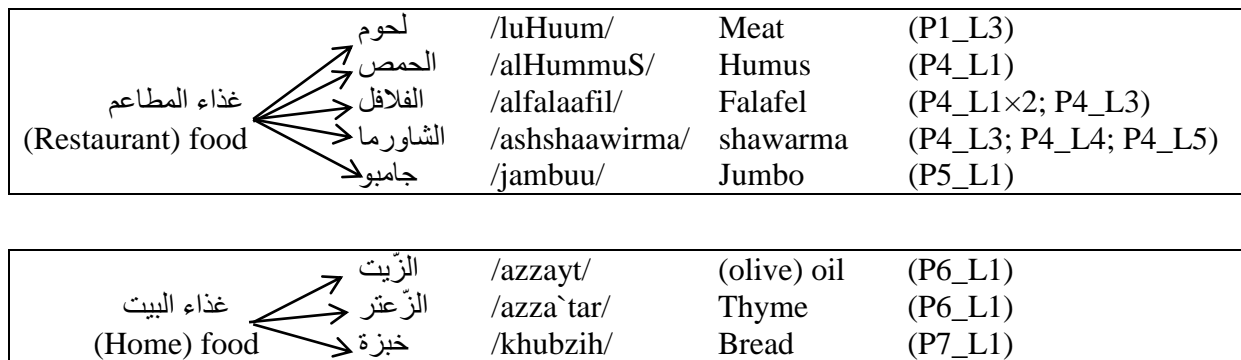 لحوم /luHuum/ Meat (P1_L3)
الحمص /alHummuS/ Humus (P4_L1)
غذاء المطاعم الفلافل /alfalaafil/ Falafel (P4_L1×2; P4_L3)
(Restaurant) food الشاورما /ashshaawirma/ shawarma (P4_L3; P4_L4; P4_L5)
جامبو /jambuu/ Jumbo (P5_L1)
الزّيت /azzayt/ (olive) oil (P6_L1)
غذاء البيت الزّعتر /azza`tar/ Thyme (P6_L1)
(Home) food خبزة /khubzih/ Bread (P7_L1)